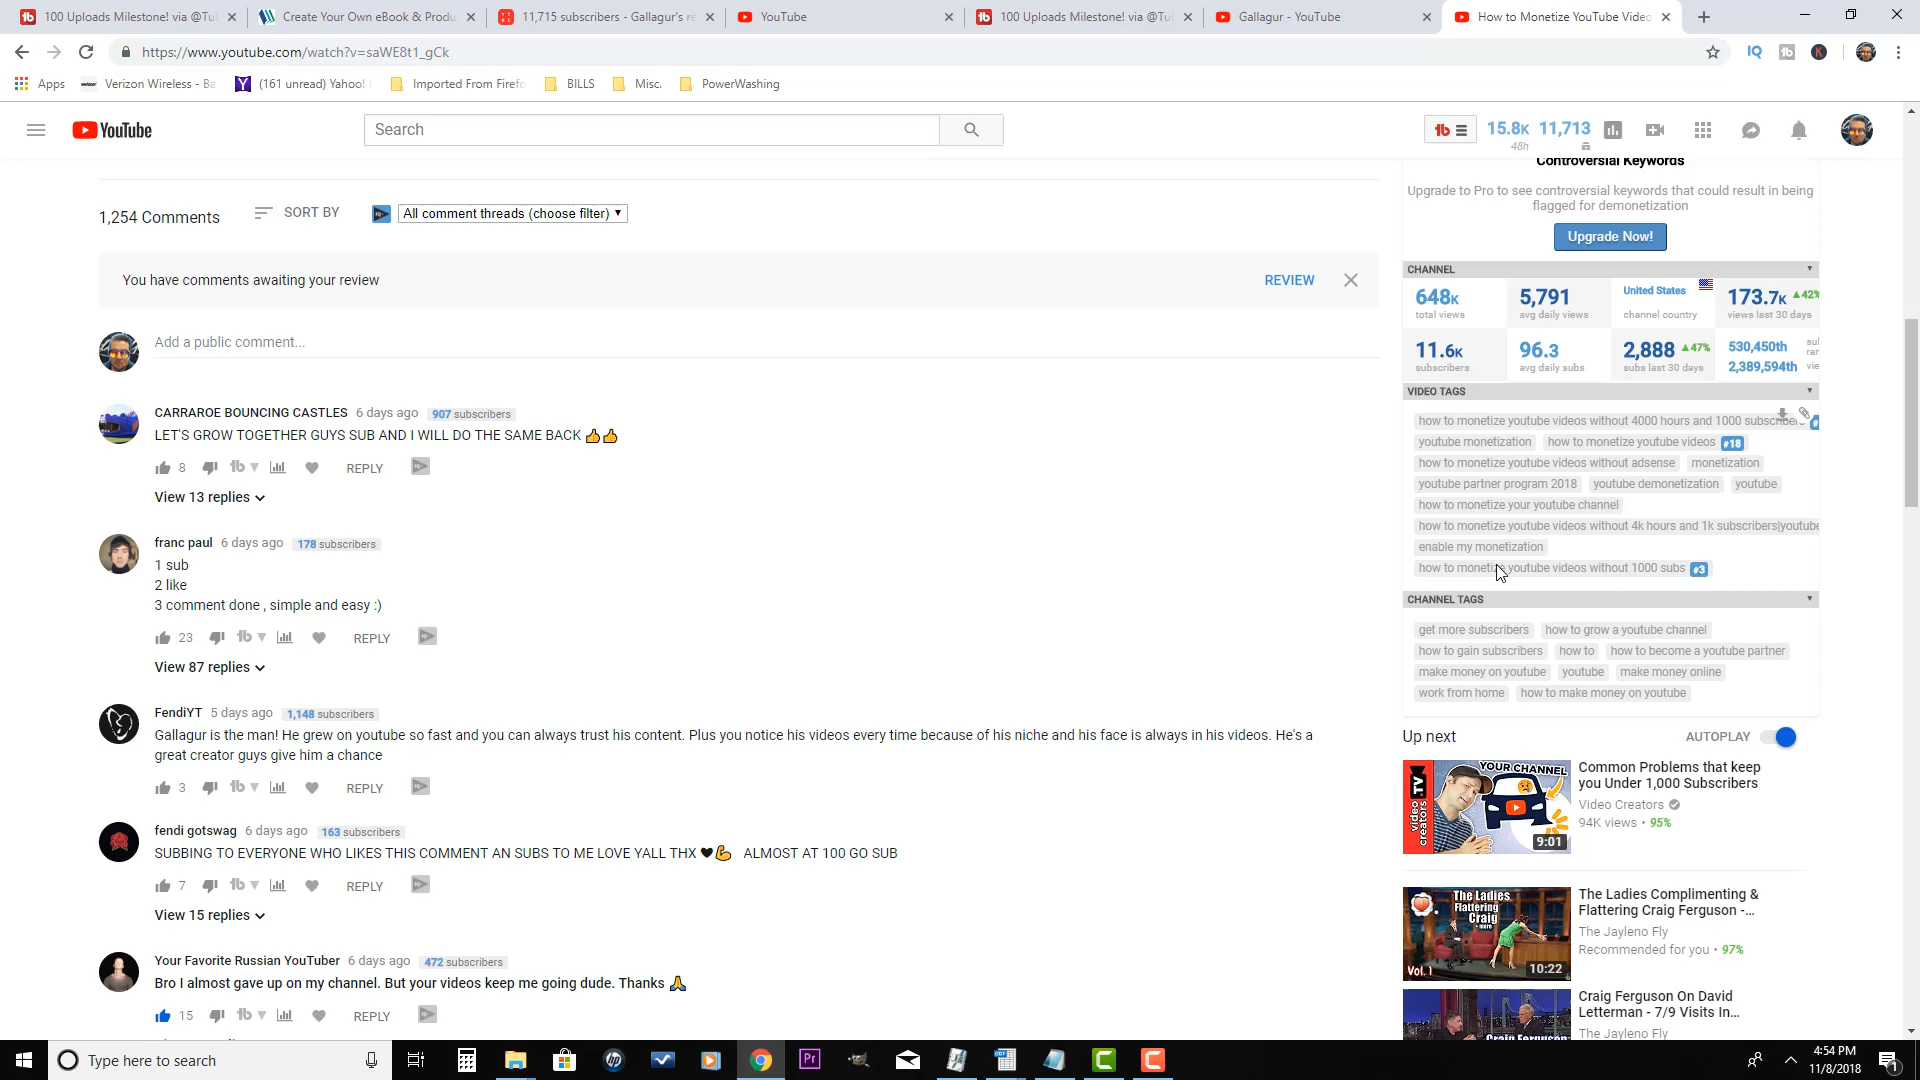 100 Uploads Milestone! via @Tu
Create Your Own eBook & Produ
11,715 subscribers - Gallagur's re
YouTube
100 Uploads Milestone! via @Tu
Gallagur - YouTube
How to Monetize YouTube Video
https://www.youtube.com/watch?v=saWE8t1_gCk
Apps
Verizon Wireless - Ba
(161 unread) Yahoo!
Imported From Firefo
BILLS
Misc.
PowerWashing
YouTube
Search
15.8K 11,713
48h
1,254 Comments
SORT BY
All comment threads (choose filter)
You have comments awaiting your review
REVIEW
Add a public comment...
CARRAROE BOUNCING CASTLES 6 days ago 907 subscribers
LET'S GROW TOGETHER GUYS SUB AND I WILL DO THE SAME BACK 👍👍
8 REPLY
View 13 replies
franc paul 6 days ago 178 subscribers
1 sub
2 like
3 comment done , simple and easy :)
23 REPLY
View 87 replies
FendiYT 5 days ago 1,148 subscribers
Gallagur is the man! He grew on youtube so fast and you can always trust his content. Plus you notice his videos every time because of his niche and his face is always in his videos. He's a
great creator guys give him a chance
3 REPLY
fendi gotswag 6 days ago 163 subscribers
SUBBING TO EVERYONE WHO LIKES THIS COMMENT AN SUBS TO ME LOVE YALL THX ❤💪 ALMOST AT 100 GO SUB
7 REPLY
View 15 replies
Your Favorite Russian YouTuber 6 days ago 472 subscribers
Bro I almost gave up on my channel. But your videos keep me going dude. Thanks 🙏
15 REPLY
Controversial Keywords
Upgrade to Pro to see controversial keywords that could result in being
flagged for demonetization
Upgrade Now!
CHANNEL
648K total views
5,791 avg daily views
United States channel country
173.7K ▲42% views last 30 days
11.6K subscribers
96.3 avg daily subs
2,888 ▲47% subs last 30 days
530,450th
2,389,594th
VIDEO TAGS
how to monetize youtube videos without 4000 hours and 1000 subscribers
youtube monetization how to monetize youtube videos #18
how to monetize youtube videos without adsense monetization
youtube partner program 2018 youtube demonetization youtube
how to monetize your youtube channel
how to monetize youtube videos without 4k hours and 1k subscribers|youtube
enable my monetization
how to monetize youtube videos without 1000 subs #3
CHANNEL TAGS
get more subscribers how to grow a youtube channel
how to gain subscribers how to how to become a youtube partner
make money on youtube youtube make money online
work from home how to make money on youtube
Up next
AUTOPLAY
YOUR CHANNEL
video creators .TV
9:01
Common Problems that keep
you Under 1,000 Subscribers
Video Creators
94K views • 95%
The Ladies
Flattering
Craig
Vol. 1
10:22
The Ladies Complimenting &
Flattering Craig Ferguson -...
The Jayleno Fly
Recommended for you • 97%
Craig Ferguson On David
Letterman - 7/9 Visits In...
The Jayleno Fly
Type here to search
4:54 PM
11/8/2018